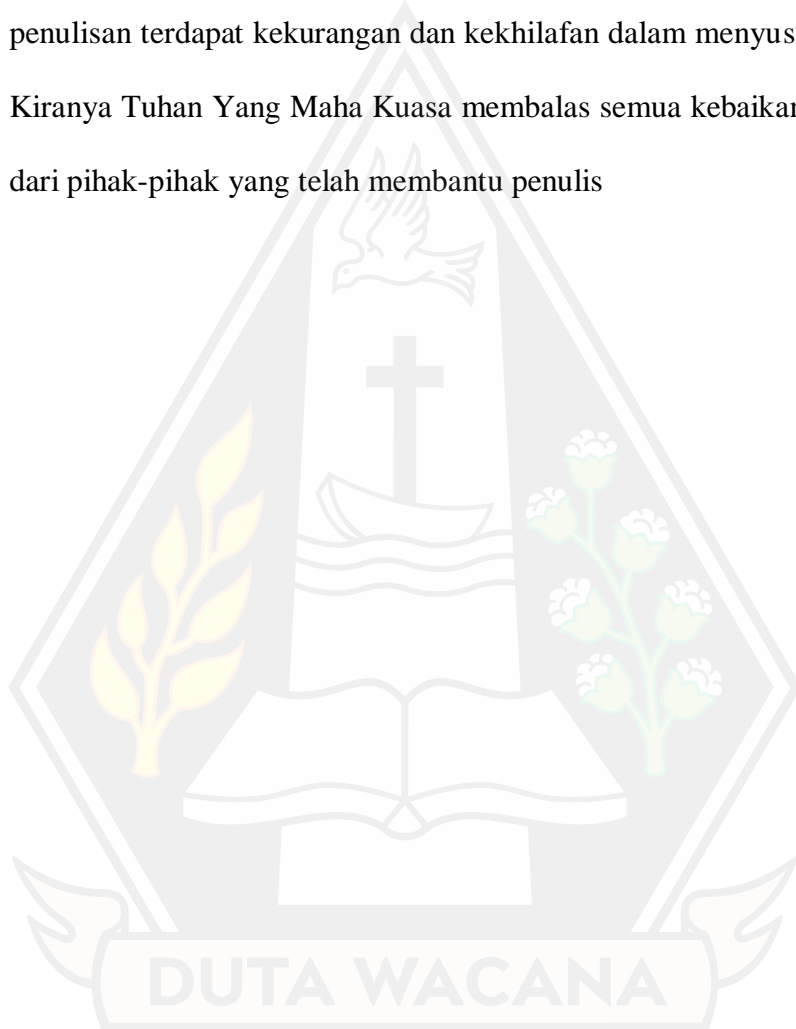 penulisan terdapat kekurangan dan kekhilafan dalam menyus
Kiranya Tuhan Yang Maha Kuasa membalas semua kebaikan
dari pihak-pihak yang telah membantu penulis
DUTA WACANA